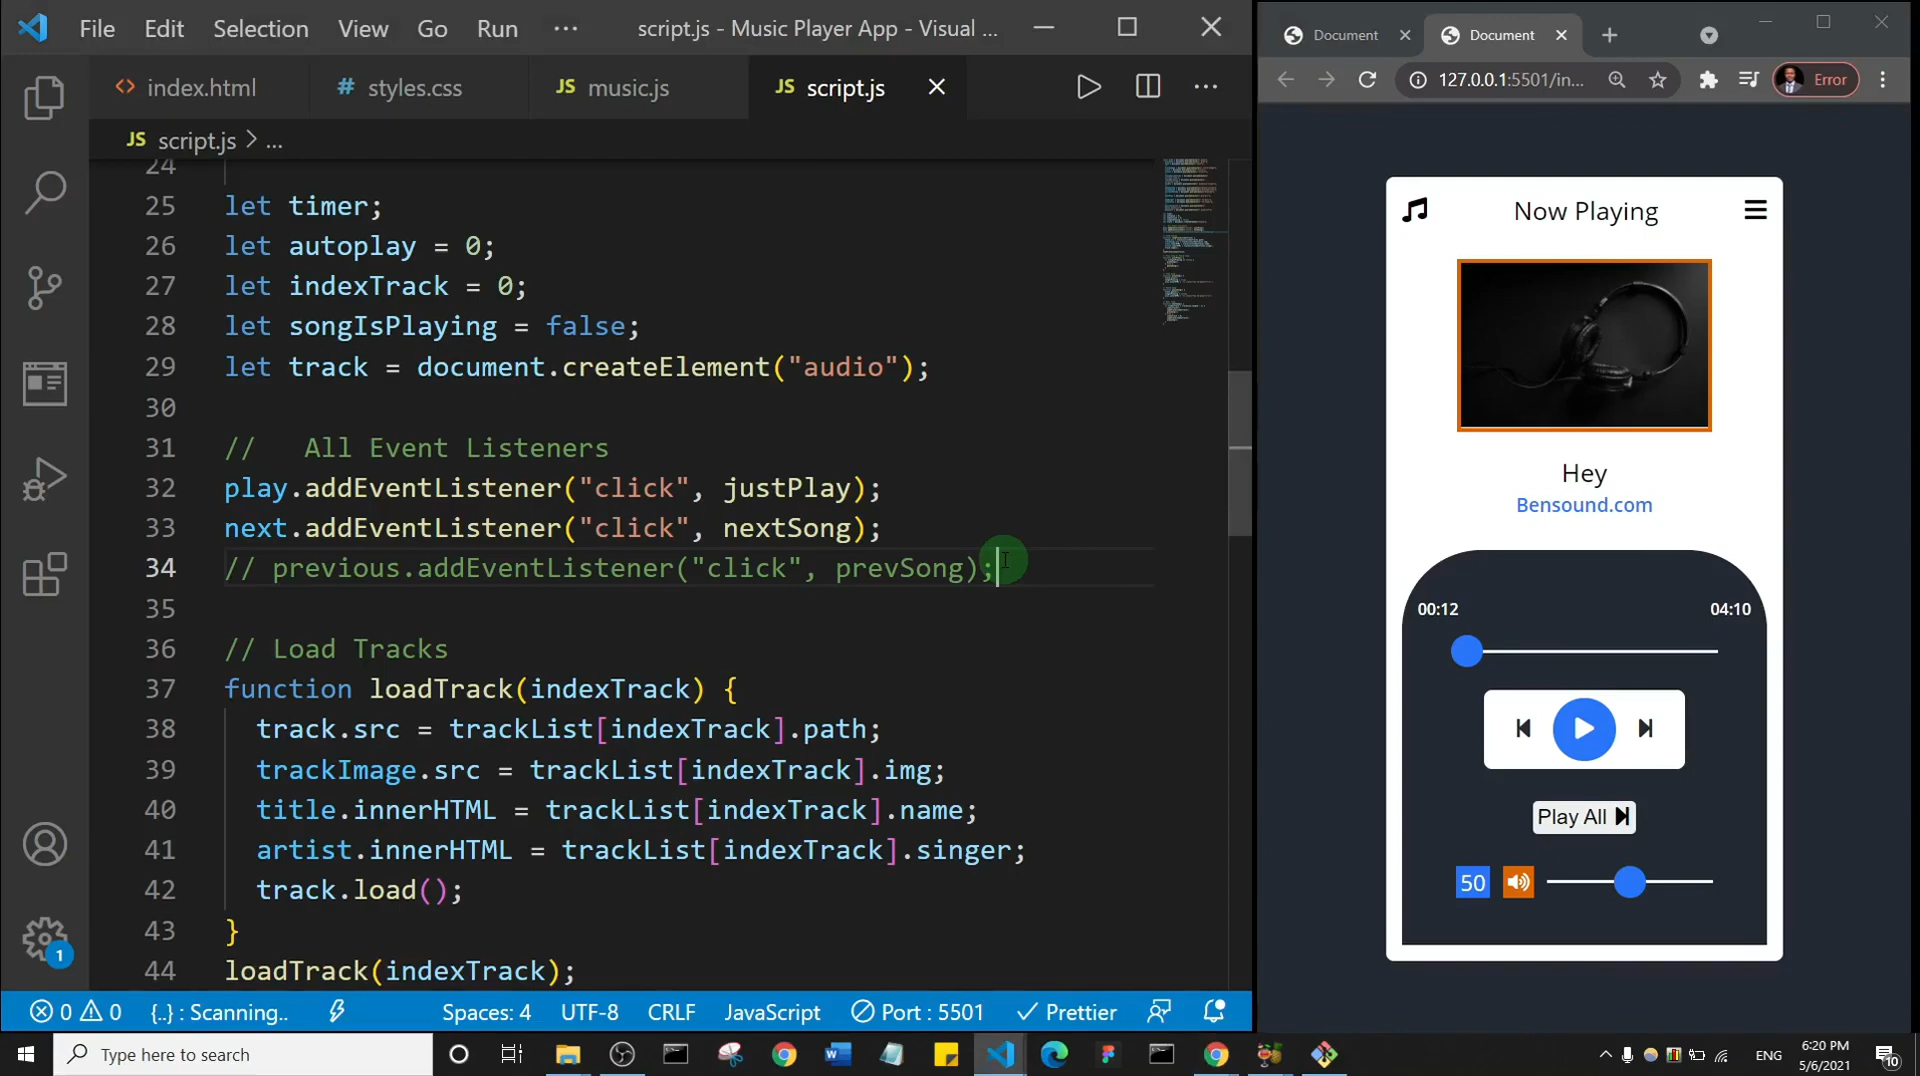 File Edit Selection View Go Run ··· script.js - Music Player App - Visual ...
index.html # styles.css JS music.js JS script.js
JS script.js > ...
24
25 let timer;
26 let autoplay = 0;
27 let indexTrack = 0;
28 let songIsPlaying = false;
29 let track = document.createElement("audio");
30
31 //   All Event Listeners
32 play.addEventListener("click", justPlay);
33 next.addEventListener("click", nextSong);
34 // previous.addEventListener("click", prevSong);
35
36 // Load Tracks
37 function loadTrack(indexTrack) {
38 track.src = trackList[indexTrack].path;
39 trackImage.src = trackList[indexTrack].img;
40 title.innerHTML = trackList[indexTrack].name;
41 artist.innerHTML = trackList[indexTrack].singer;
42 track.load();
43 }
44 loadTrack(indexTrack);
0 0 {..} : Scanning.. Spaces: 4 UTF-8 CRLF JavaScript Port : 5501 Prettier
1
Document Document
127.0.0.1:5501/in... Error
Now Playing
Hey
Bensound.com
00:12 04:10
Play All
50
Type here to search
ENG
6:20 PM
5/6/2021
10